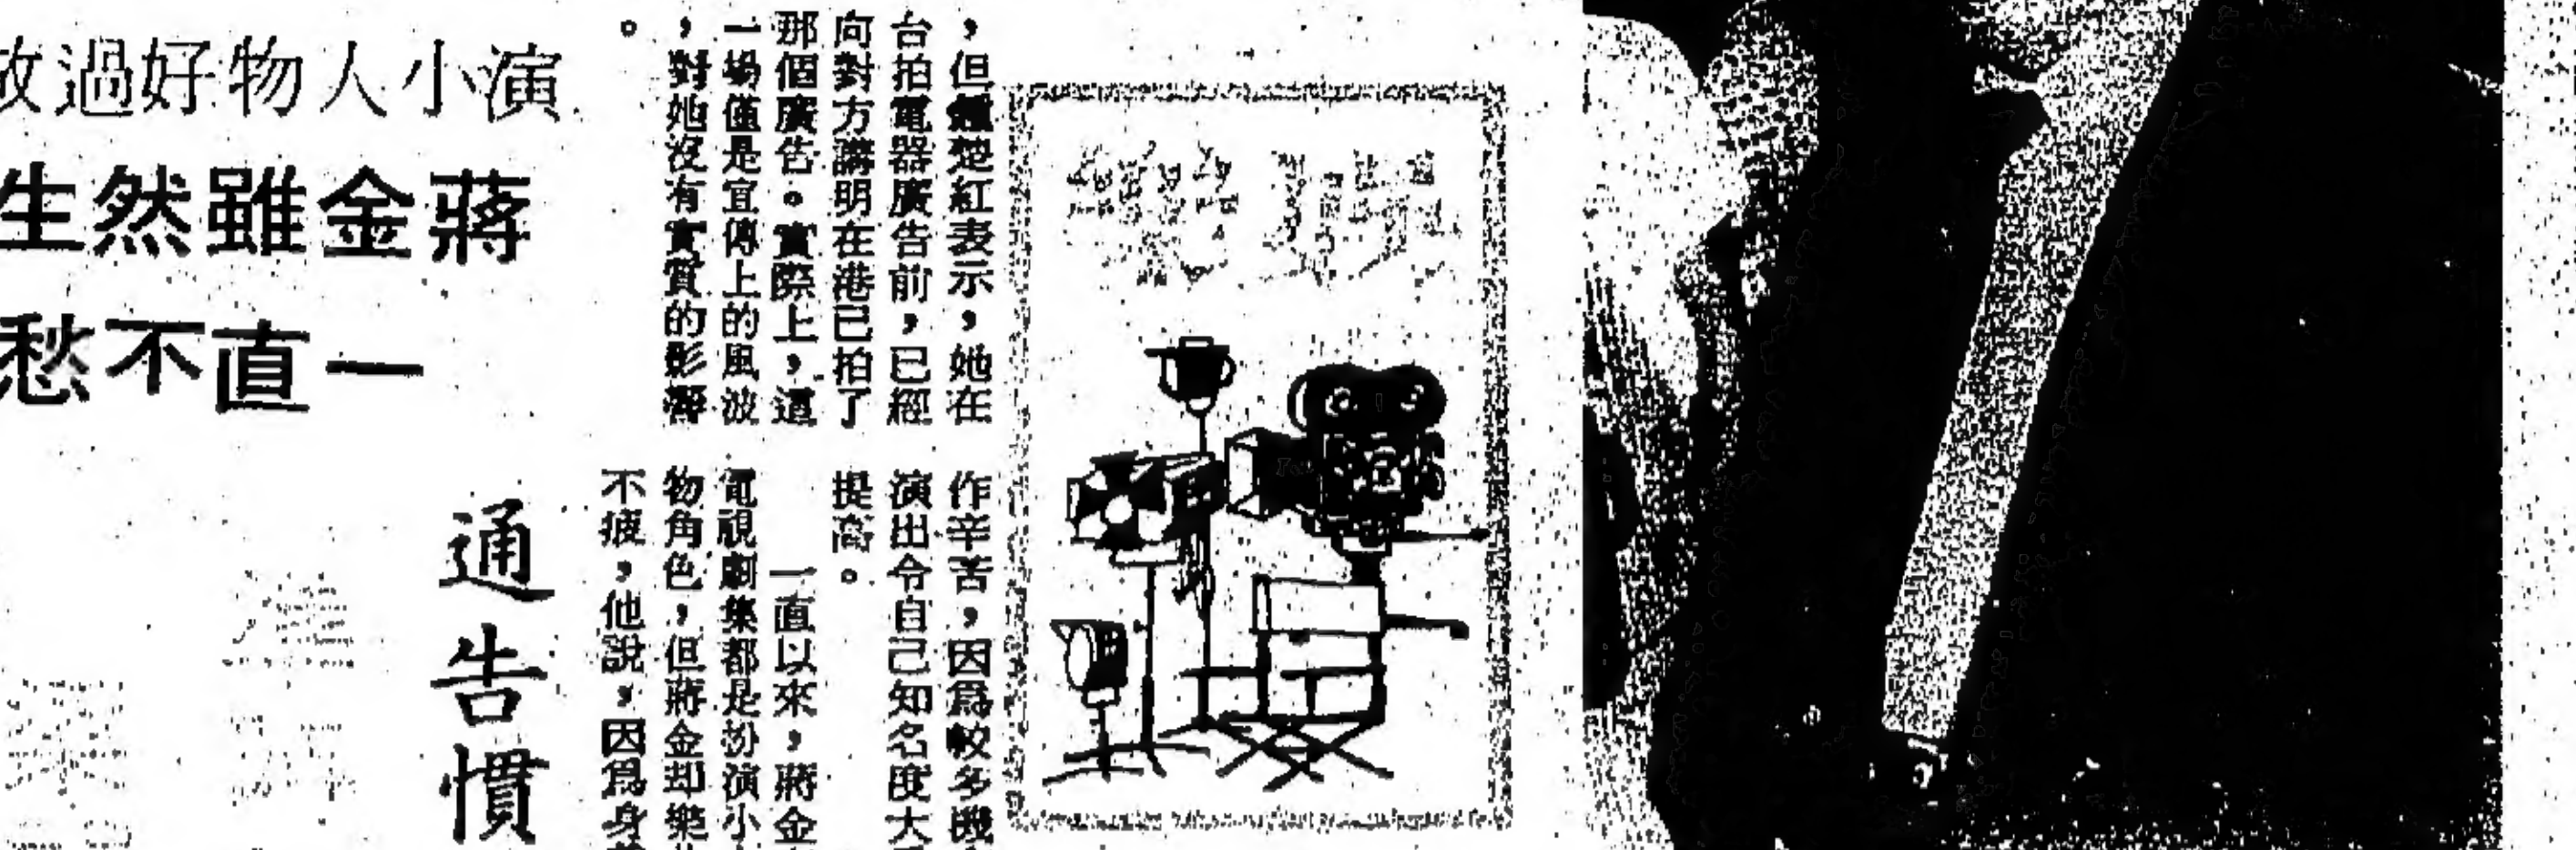 ，但鍾楚紅表示，她在
台拍電器廣告前，已經
向對方講明在港已拍了
那個廣告。實際上，這
一場僅是宣傳上的風波
，對她沒有實質的影響
。
作辛苦，因爲較多機
演出令自己知名度大
提高。
一直以來，蔣金
電視劇集都是扮演小
物角色，但蔣金却樂
不疲，他說，因爲身
演小人物好過放
蔣金雖然生
一直不愁
通告慣